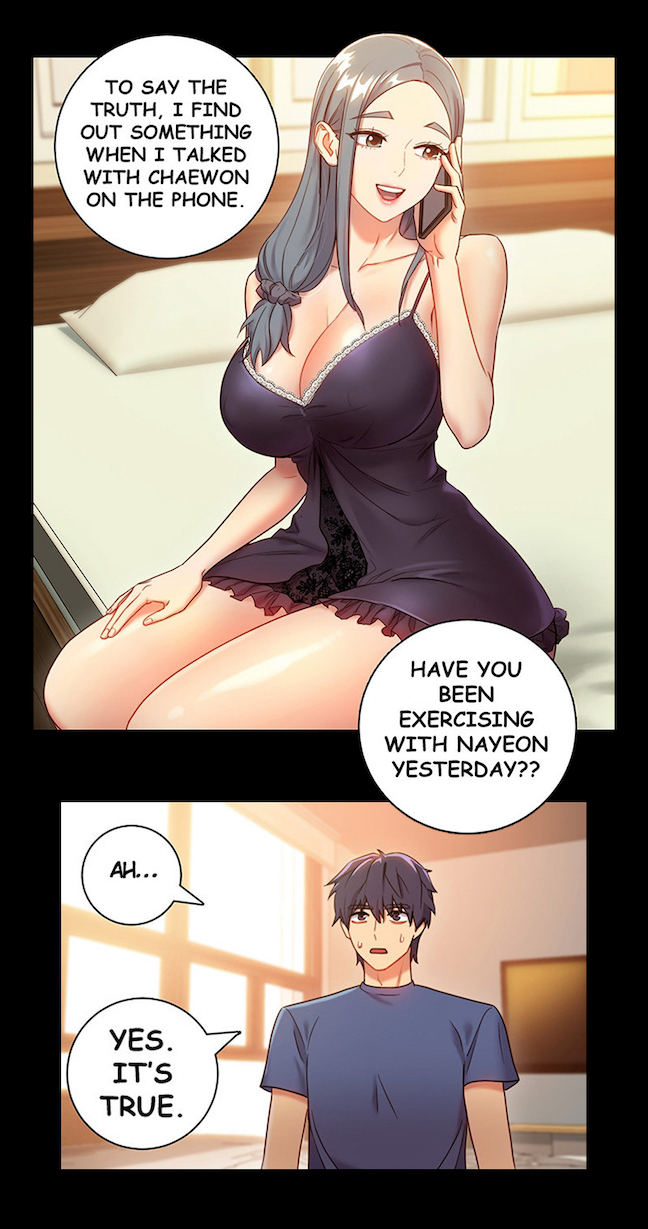 TO SAY THE
TRUTH, I FIND
OUT SOMETHING
WHEN I TALKED
WITH CHAEWON
ON THE PHONE.
HAVE YOU
BEEN
EXERCISING
WITH NAYEON
YESTERDAY??
AH...
YES.
IT'S
TRUE.